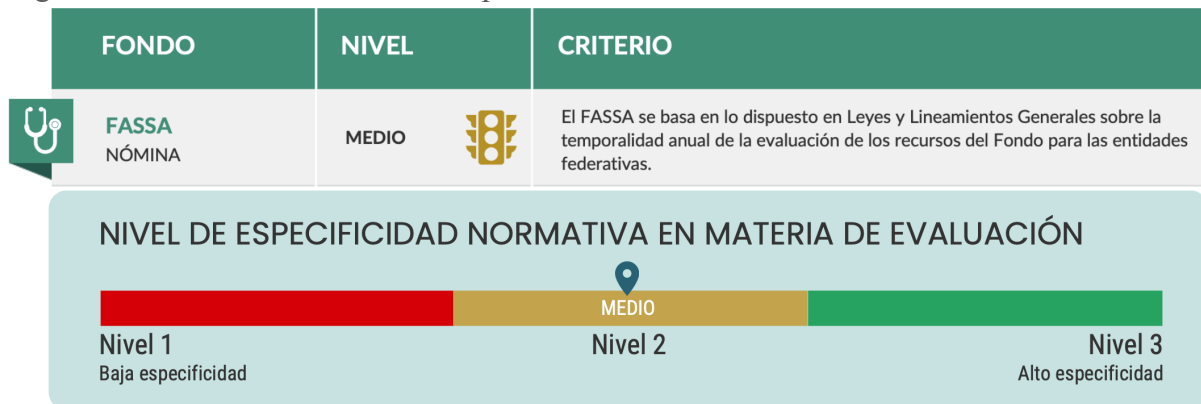 FONDO NIVEL CRITERIO
FASSA
NÓMINA
MEDIO
El FASSA se basa en lo dispuesto en Leyes y Lineamientos Generales sobre la
temporalidad anual de la evaluación de los recursos del Fondo para las entidades
federativas.
NIVEL DE ESPECIFICIDAD NORMATIVA EN MATERIA DE EVALUACIÓN
MEDIO
Nivel 1 Nivel 2 Nivel 3
Baja especificidad Alto especificidad